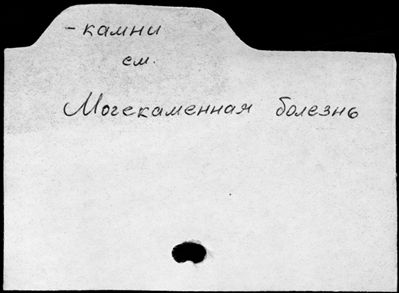 - камни
см.
Мочекаменная болезнь